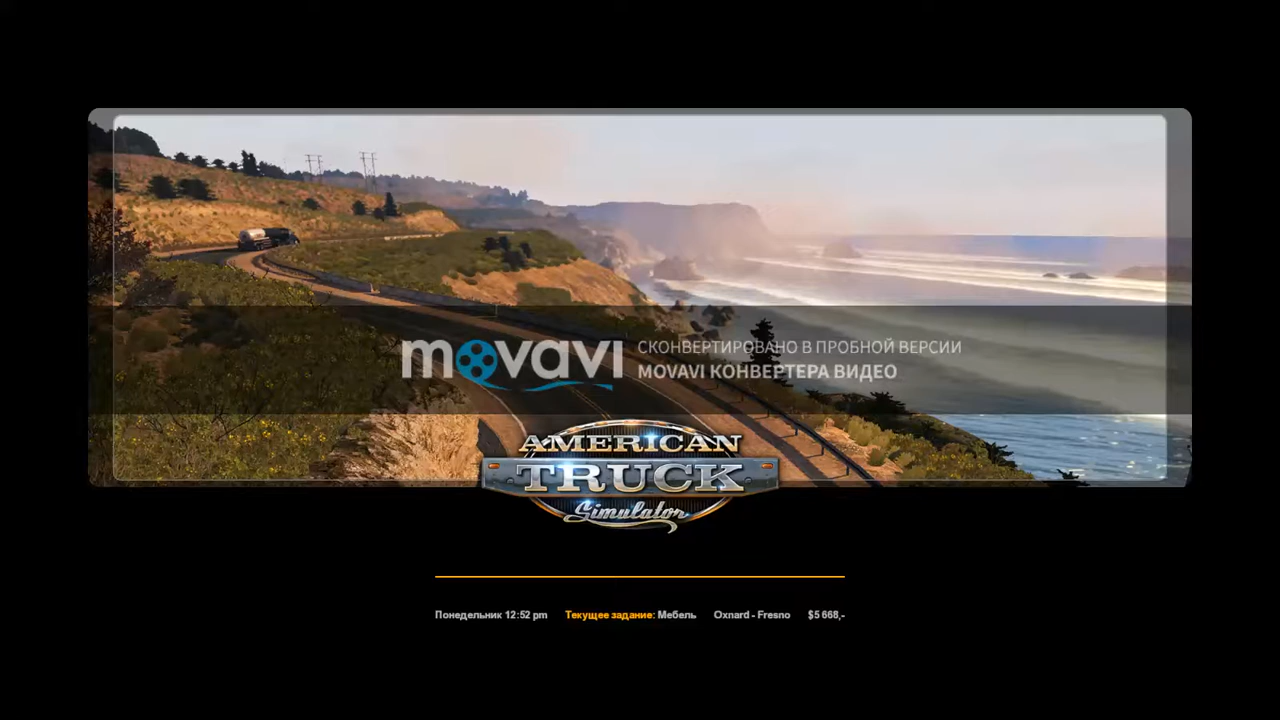 movavi
СКОНВЕРТИРОВАНО В ПРОБНОЙ ВЕРСИИ
MOVAVI КОНВЕРТЕРА ВИДЕО
AMERICAN
TRUCK
Simulator
Понедельник 12:52 pm Текущее задание: Мебель Oxnard - Fresno $5 668,-